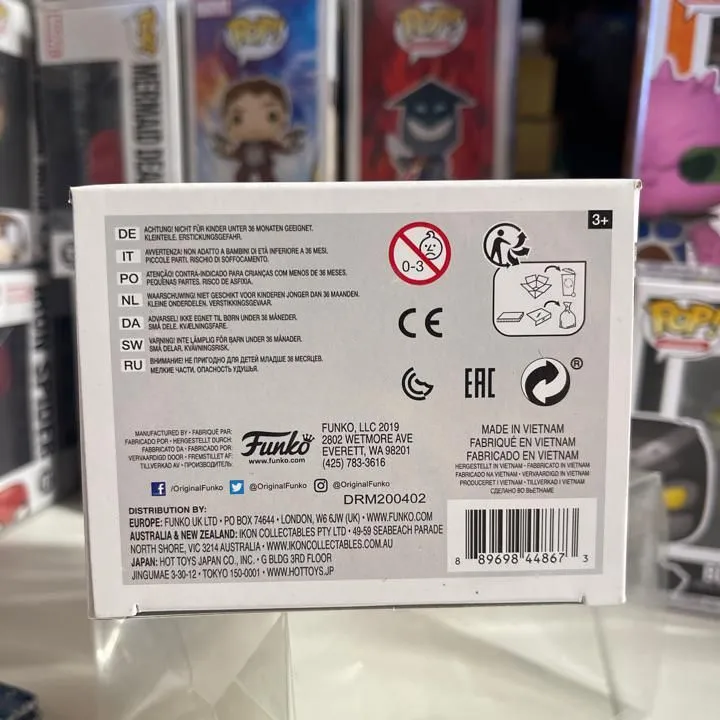 POP!
POP!
POP!
MERMAID DEA
DE ACHTUNG! NICHT FÜR KINDER UNTER 36 MONATEN GEEIGNET.
KLEINTEILE. ERSTICKUNGSGEFAHR.
IT AVVERTENZA! NON ADATTO A BAMBINI DI ETÀ INFERIORE A 36 MESI.
PICCOLE PARTI. RISCHIO DI SOFFOCAMENTO.
PO ATENÇÃO! CONTRA-INDICADO PARA CRIANÇAS COM MENOS DE 36 MESES.
PEQUENAS PARTES. RISCO DE ASFIXIA.
NL WAARSCHUWING! NIET GESCHIKT VOOR KINDEREN JONGER DAN 36 MAANDEN.
KLEINE ONDERDELEN. VERSTIKKINGSGEVAAR.
DA ADVARSEL! IKKE EGNET TIL BØRN UNDER 36 MÅNEDER.
SMÅ DELE. KVÆLNINGSFARE.
SW VARNING! INTE LÄMPLIG FÖR BARN UNDER 36 MÅNADER.
SMÅ DELAR. KVÄVNINGSRISK.
RU ВНИМАНИЕ! НЕ ПРИГОДНО ДЛЯ ДЕТЕЙ МЛАДШЕ 36 МЕСЯЦЕВ.
МЕЛКИЕ ЧАСТИ. ОПАСНОСТЬ УДУШЬЯ.
0-3
3+
CE
EAC
®
MANUFACTURED BY • FABRIQUÉ PAR:
FABRICADO POR • HERGESTELLT DURCH:
FABBRICATO DA • FABRICADO POR:
VERVAARDIGD DOOR • FREMSTILLET AF:
TILLVERKAD AV • ПРОИЗВОДИТЕЛЬ:
Funko
www.funko.com
FUNKO, LLC 2019
2802 WETMORE AVE
EVERETT, WA 98201
(425) 783-3616
MADE IN VIETNAM
FABRIQUÉ EN VIETNAM
FABRICADO EN VIETNAM
HERGESTELLT IN VIETNAM • FABBRICATO IN VIETNAM
FABRICADO NA VIETNAM • VERVAARDIGD IN VIETNAM
PRODUCERET I VIETNAM • TILLVERKAD I VIETNAM
СДЕЛАНО ВО ВЬЕТНАМЕ
f /OriginalFunko @OriginalFunko @OriginalFunko
DRM200402
DISTRIBUTION BY:
EUROPE: FUNKO UK LTD • PO BOX 74644 • LONDON, W6 6JW (UK) • WWW.FUNKO.COM
AUSTRALIA & NEW ZEALAND: IKON COLLECTABLES PTY LTD • 49-59 SEABEACH PARADE
NORTH SHORE, VIC 3214 AUSTRALIA • WWW.IKONCOLLECTABLES.COM.AU
JAPAN: HOT TOYS JAPAN CO., INC. • G BLDG 3RD FLOOR
JINGUMAE 3-30-12 • TOKYO 150-0001 • WWW.HOTTOYS.JP
8 89698 44867 3